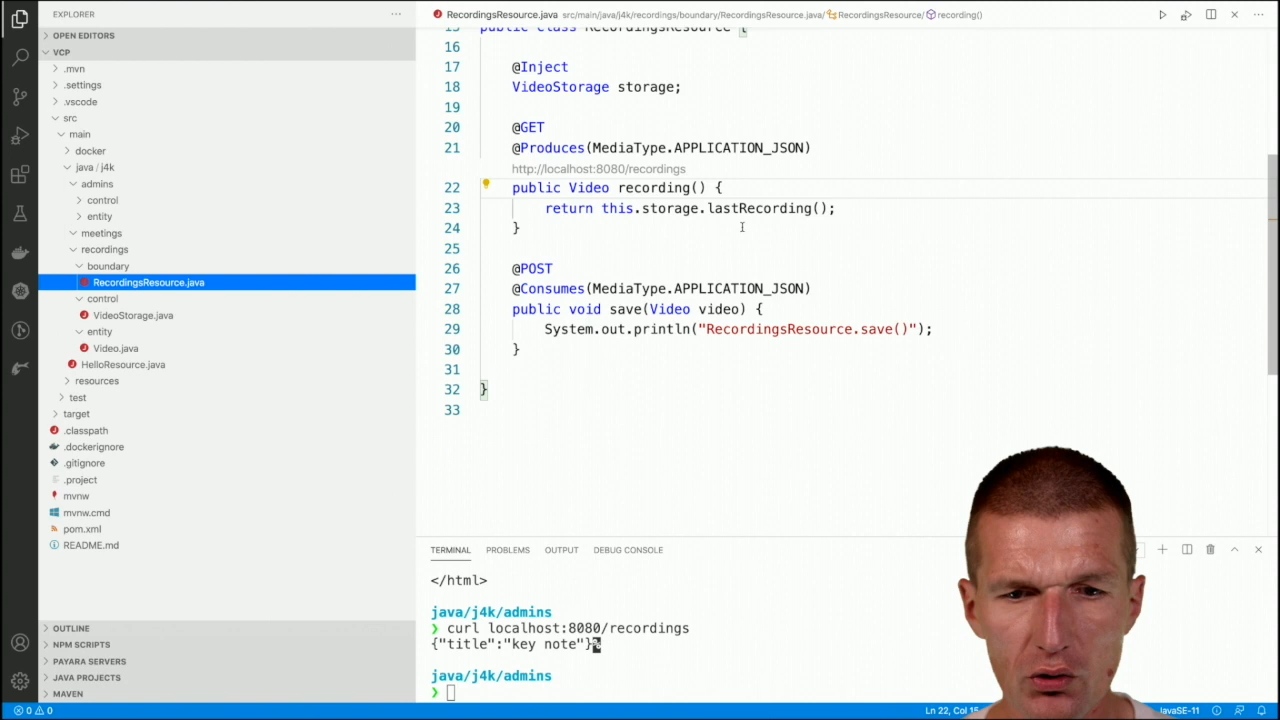 EXPLORER
OPEN EDITORS
VCP
.mvn
.settings
.vscode
src
main
docker
java / j4k
admins
control
entity
meetings
recordings
boundary
RecordingsResource.java
control
VideoStorage.java
entity
Video.java
HelloResource.java
resources
test
target
.classpath
.dockerignore
.gitignore
.project
mvnw
mvnw.cmd
pom.xml
README.md
OUTLINE
NPM SCRIPTS
PAYARA SERVERS
JAVA PROJECTS
MAVEN
RecordingsResource.java src/main/java/j4k/recordings/boundary/RecordingsResource.java/ RecordingsResource/ recording()
15 public class RecordingsResource {
16
17 @Inject
18 VideoStorage storage;
19
20 @GET
21 @Produces(MediaType.APPLICATION_JSON)
http://localhost:8080/recordings
22 public Video recording() {
23 return this.storage.lastRecording();
24 }
25
26 @POST
27 @Consumes(MediaType.APPLICATION_JSON)
28 public void save(Video video) {
29 System.out.println("RecordingsResource.save()");
30 }
31
32 }
33
TERMINAL PROBLEMS OUTPUT DEBUG CONSOLE
</html>
java/j4k/admins
❯ curl localhost:8080/recordings
{"title":"key note"}%
java/j4k/admins
❯
0 0 Ln 22, Col 15 JavaSE-11